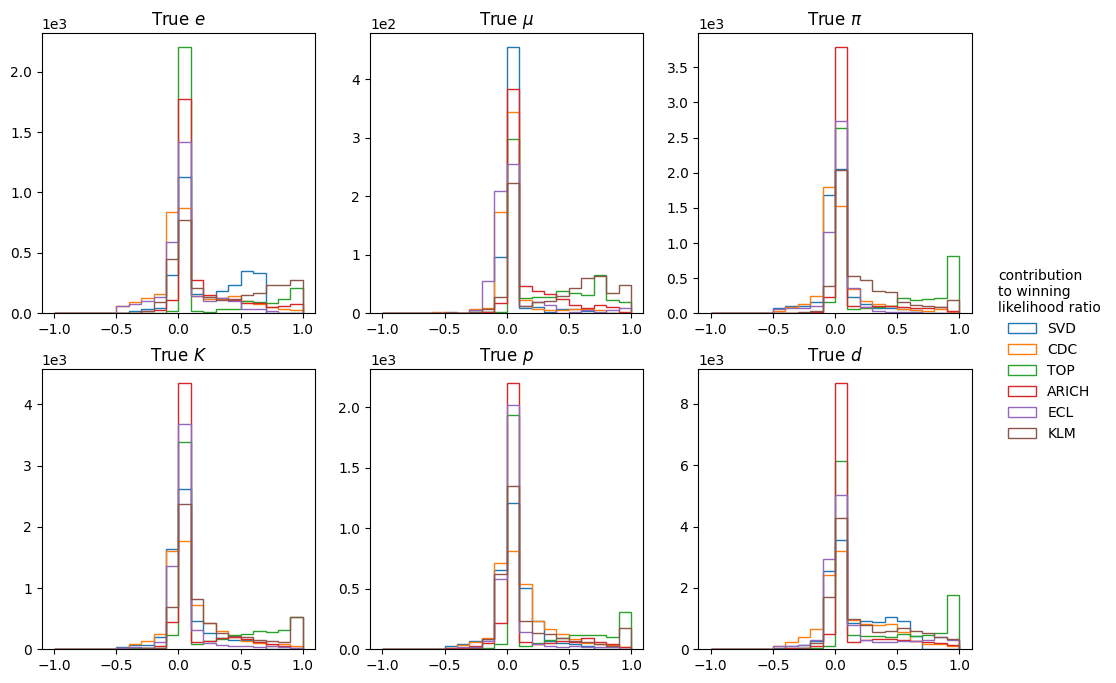 True e
True μ
True π
1e3
1e2
1e3
2.0
1.5
1.0
0.5
0.0
4
3
2
1
0
3.5
3.0
2.5
2.0
1.5
1.0
0.5
0.0
−1.0 −0.5 0.0 0.5 1.0
−1.0 −0.5 0.0 0.5 1.0
−1.0 −0.5 0.0 0.5 1.0
contribution
to winning
likelihood ratio
SVD
CDC
TOP
ARICH
ECL
KLM
True K
True p
True d
1e3
1e3
1e3
4
3
2
1
0
2.0
1.5
1.0
0.5
0.0
8
6
4
2
0
−1.0 −0.5 0.0 0.5 1.0
−1.0 −0.5 0.0 0.5 1.0
−1.0 −0.5 0.0 0.5 1.0